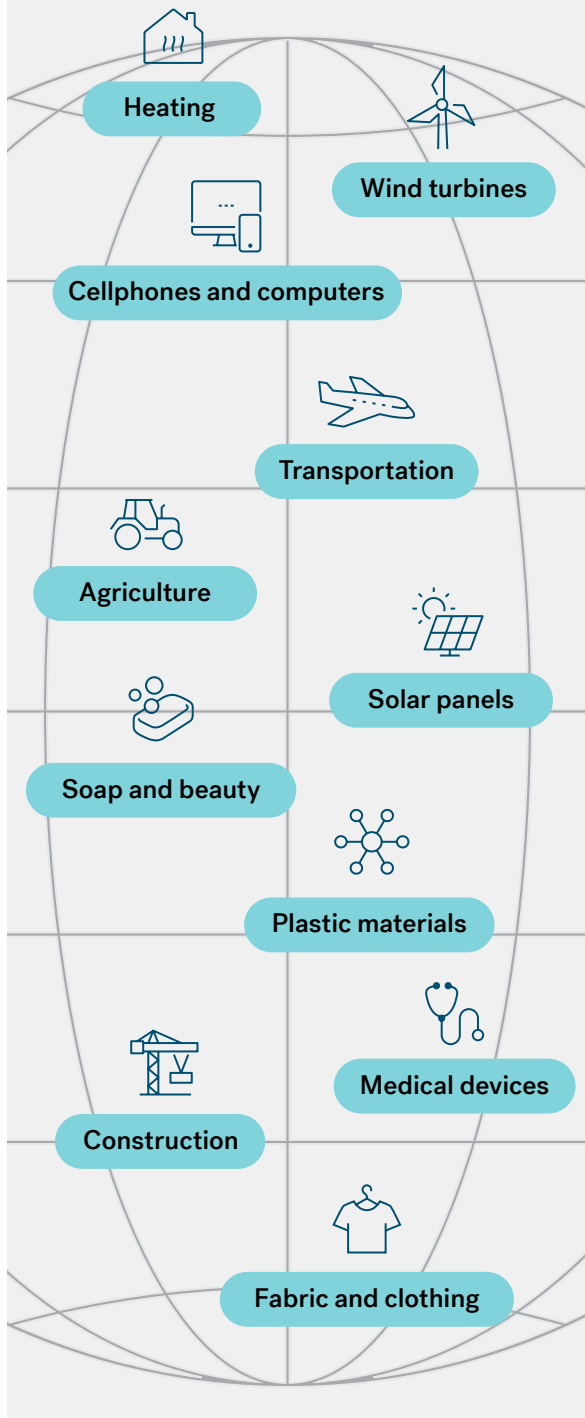 Heating
Wind turbines
Cellphones and computers
Transportation
Agriculture
Solar panels
Soap and beauty
Plastic materials
Medical devices
Construction
Fabric and clothing